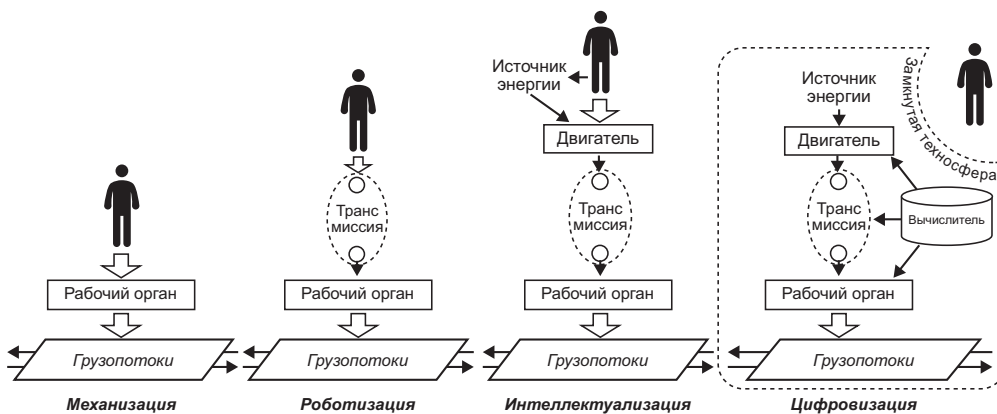 Рабочий орган
Грузопотоки
Механизация
Транс
миссия
Рабочий орган
Грузопотоки
Роботизация
Источник
энергии
Двигатель
Транс
миссия
Рабочий орган
Грузопотоки
Интеллектуализация
Замкнутая техносфера
Источник
энергии
Двигатель
Транс
миссия
Вычислитель
Рабочий орган
Грузопотоки
Цифровизация